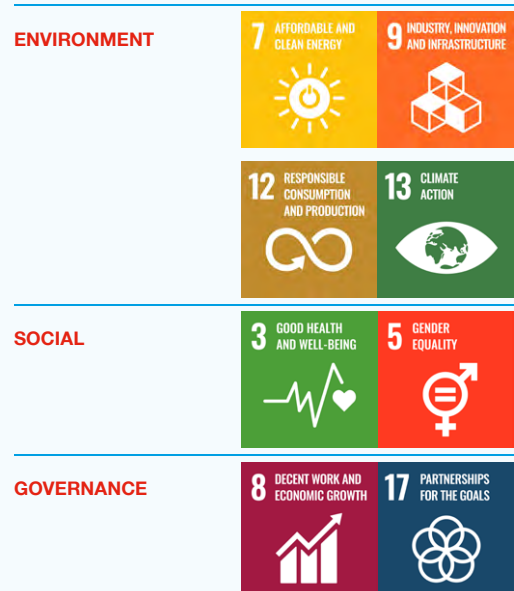 ENVIRONMENT
7 AFFORDABLE AND
CLEAN ENERGY
9 INDUSTRY, INNOVATION
AND INFRASTRUCTURE
12 RESPONSIBLE
CONSUMPTION
AND PRODUCTION
13 CLIMATE
ACTION
SOCIAL
3 GOOD HEALTH
AND WELL-BEING
5 GENDER
EQUALITY
GOVERNANCE
8 DECENT WORK AND
ECONOMIC GROWTH
17 PARTNERSHIPS
FOR THE GOALS